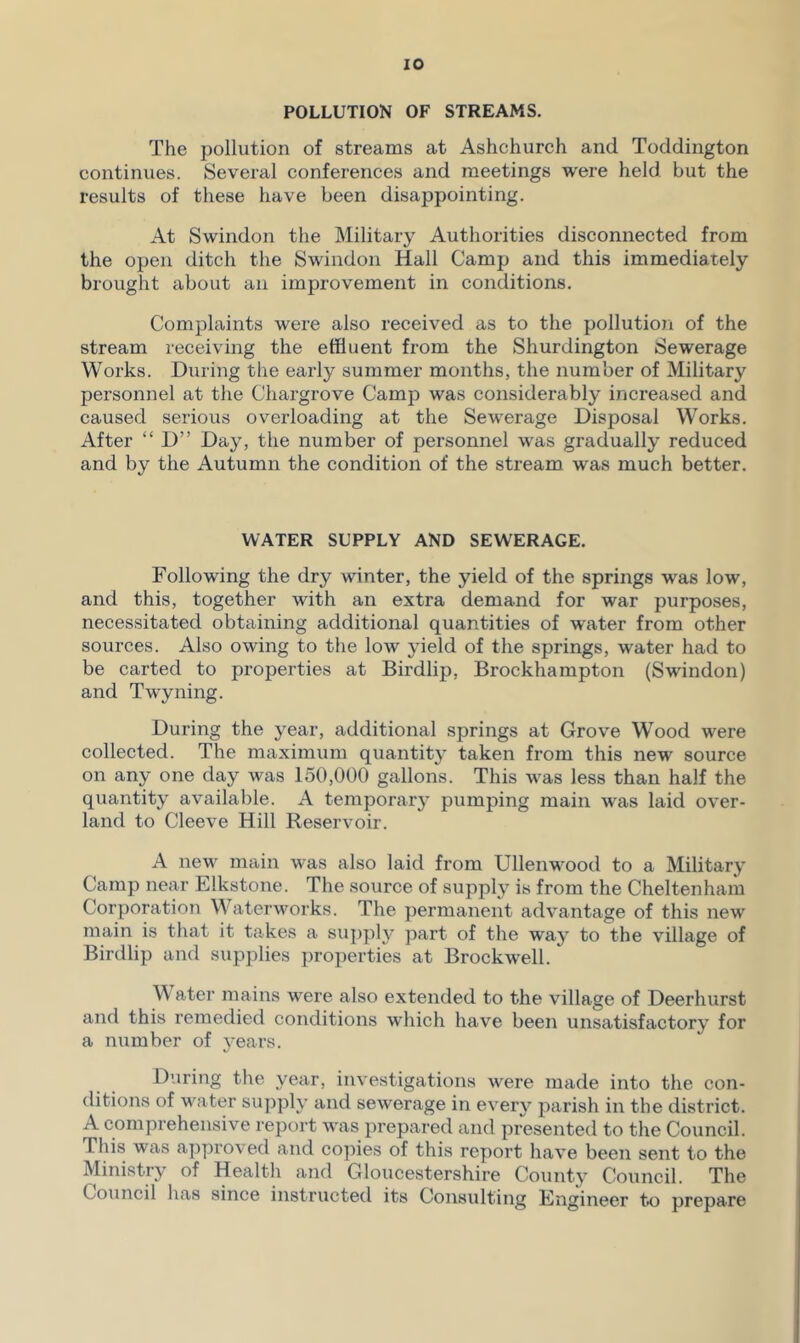 10
POLLUTION OF STREAMS.
The pollution of streams at Ashchurch and Toddington
continues. Several conferences and meetings were held but the
results of these have been disappointing.
At Swindon the Military Authorities disconnected from
the open ditch the Swindon Hall Camp and this immediately
brought about an improvement in conditions.
Complaints were also received as to the pollution of the
stream receiving the effluent from the Shurdington Sewerage
Works. During the early summer months, the number of Military
personnel at the Chargrove Camp was considerably increased and
caused serious overloading at the Sewerage Disposal Works.
After “ D” Day, the number of personnel was gradually reduced
and by the Autumn the condition of the stream was much better.
WATER SUPPLY AND SEWERAGE.
Following the dry winter, the yield of the springs was low,
and this, together with an extra demand for war purposes,
necessitated obtaining additional quantities of water from other
sources. Also owing to the low yield of the springs, water had to
be carted to properties at Birdlip, Brockhampton (Swindon)
and Twyning.
During the year, additional springs at Grove Wood were
collected. The maximum quantity taken from this new source
on any one day was 150,000 gallons. This was less than half the
quantity available. A temporary pumping main was laid over-
land to Cleeve Hill Reservoir.
A new main was also laid from Ullenwood to a Military
Camp near Elkstone. The source of supply is from the Cheltenham
Corporation Waterworks. The permanent advantage of this new
main is that it takes a supply part of the way to the village of
Birdlip and supplies properties at Brockwell.
Water mains were also extended to the village of Deerhurst
and this remedied conditions which have been unsatisfactory for
a number of years.
During the year, investigations were made into the con-
ditions of water supply and sewerage in every parish in the district.
A comprehensive report was prepared and presented to the Council.
This was approved and copies of this report have been sent to the
Ministry of Health and Gloucestershire County Council. The
Council has since instructed its Consulting Engineer to prepare